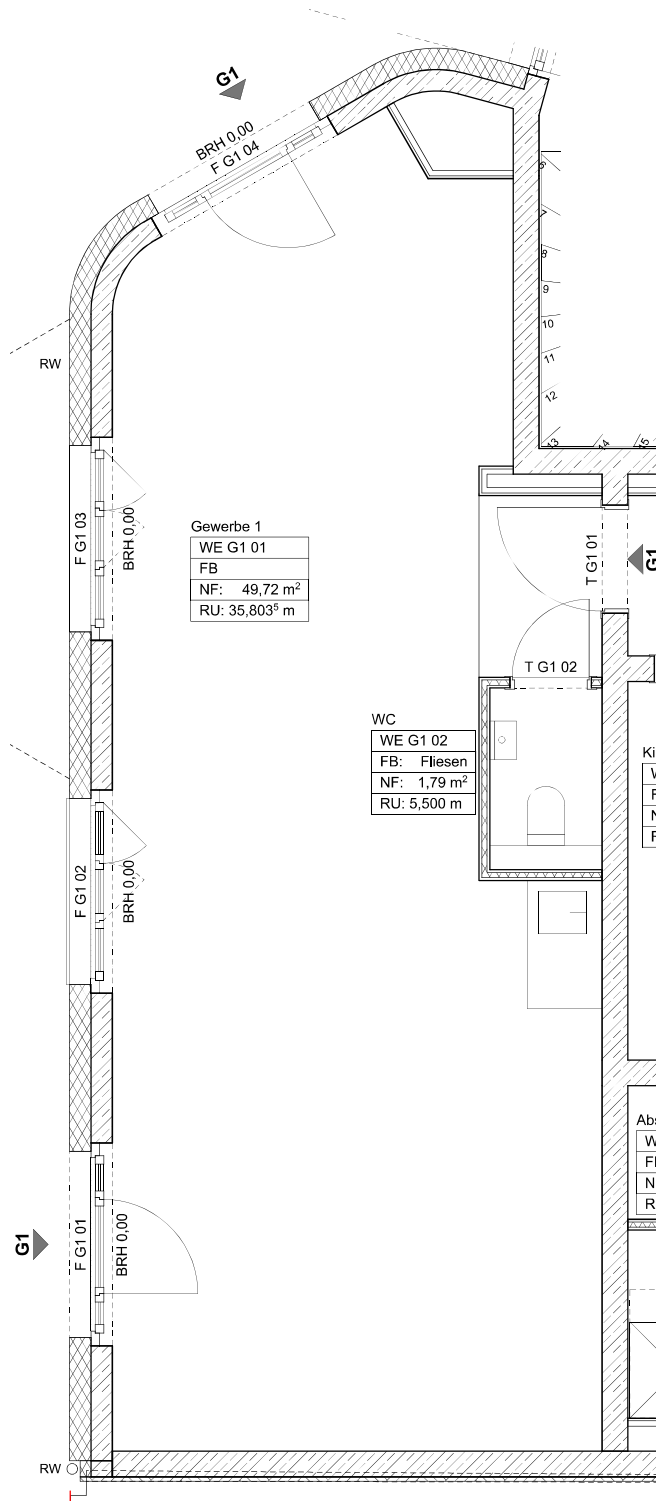 G1
BRH 0,00
F G1 04
6
7
8
9
10
11
12
13
14
15
RW
F G1 03
BRH 0,00
Gewerbe 1
WE G1 01
FB
NF: 49,72 m²
RU: 35,803⁵ m
T G1 01
G1
T G1 02
WC
WE G1 02
FB: Fliesen
NF: 1,79 m²
RU: 5,500 m
Ki
F G1 02
BRH 0,00
Abs
W
N
R
G1
F G1 01
BRH 0,00
RW